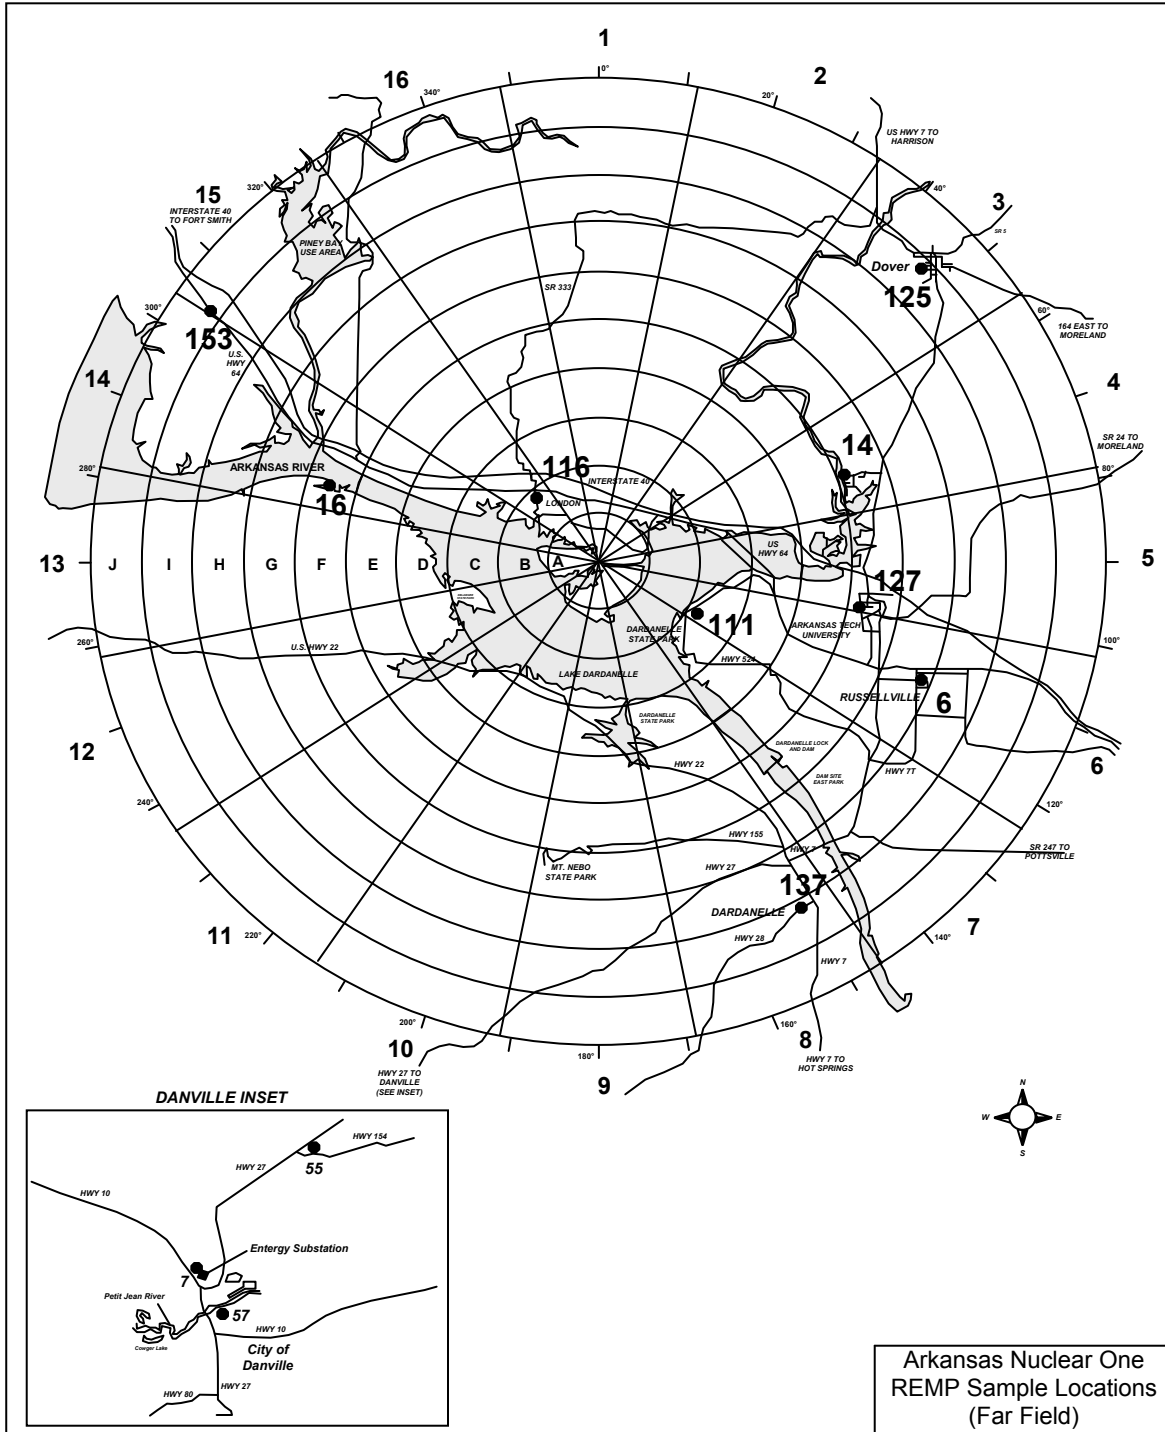 1
0°
16
340°
20°
2
US HWY 7 TO
HARRISON
15
INTERSTATE 40
TO FORT SMITH
320°
40°
3
SR 5
PINEY BAY
USE AREA
Dover
125
SR 333
300°
153
U.S.
HWY
64
60°
164 EAST TO
MORELAND
14
4
SR 24 TO
MORELAND
280°
ARKANSAS RIVER
16
116
LONDON
INTERSTATE 40
14
80°
13
J I H G F E D C B A
US
HWY 64
5
127
111
DARDANELLE
STATE PARK
ARKANSAS TECH
UNIVERSITY
100°
260°
U.S. HWY 22
HWY 524
LAKE DARDANELLE
RUSSELLVILLE
6
12
DARDANELLE
STATE PARK
DARDANELLE LOCK
AND DAM
6
HWY 22
DAM SITE
EAST PARK
HWY 7T
240°
120°
HWY 155
HWY 7
SR 247 TO
POTTSVILLE
MT. NEBO
STATE PARK
HWY 27
137
DARDANELLE
11
220°
HWY 28
7
140°
HWY 7
200°
160°
10
180°
8
HWY 27 TO
DANVILLE
(SEE INSET)
9
HWY 7 TO
HOT SPRINGS
N
W E
S
DANVILLE INSET
HWY 154
55
HWY 27
HWY 10
Entergy Substation
7
Petit Jean River
57
Cowger Lake
HWY 10
City of
Danville
HWY 80
HWY 27
Arkansas Nuclear One
REMP Sample Locations
(Far Field)